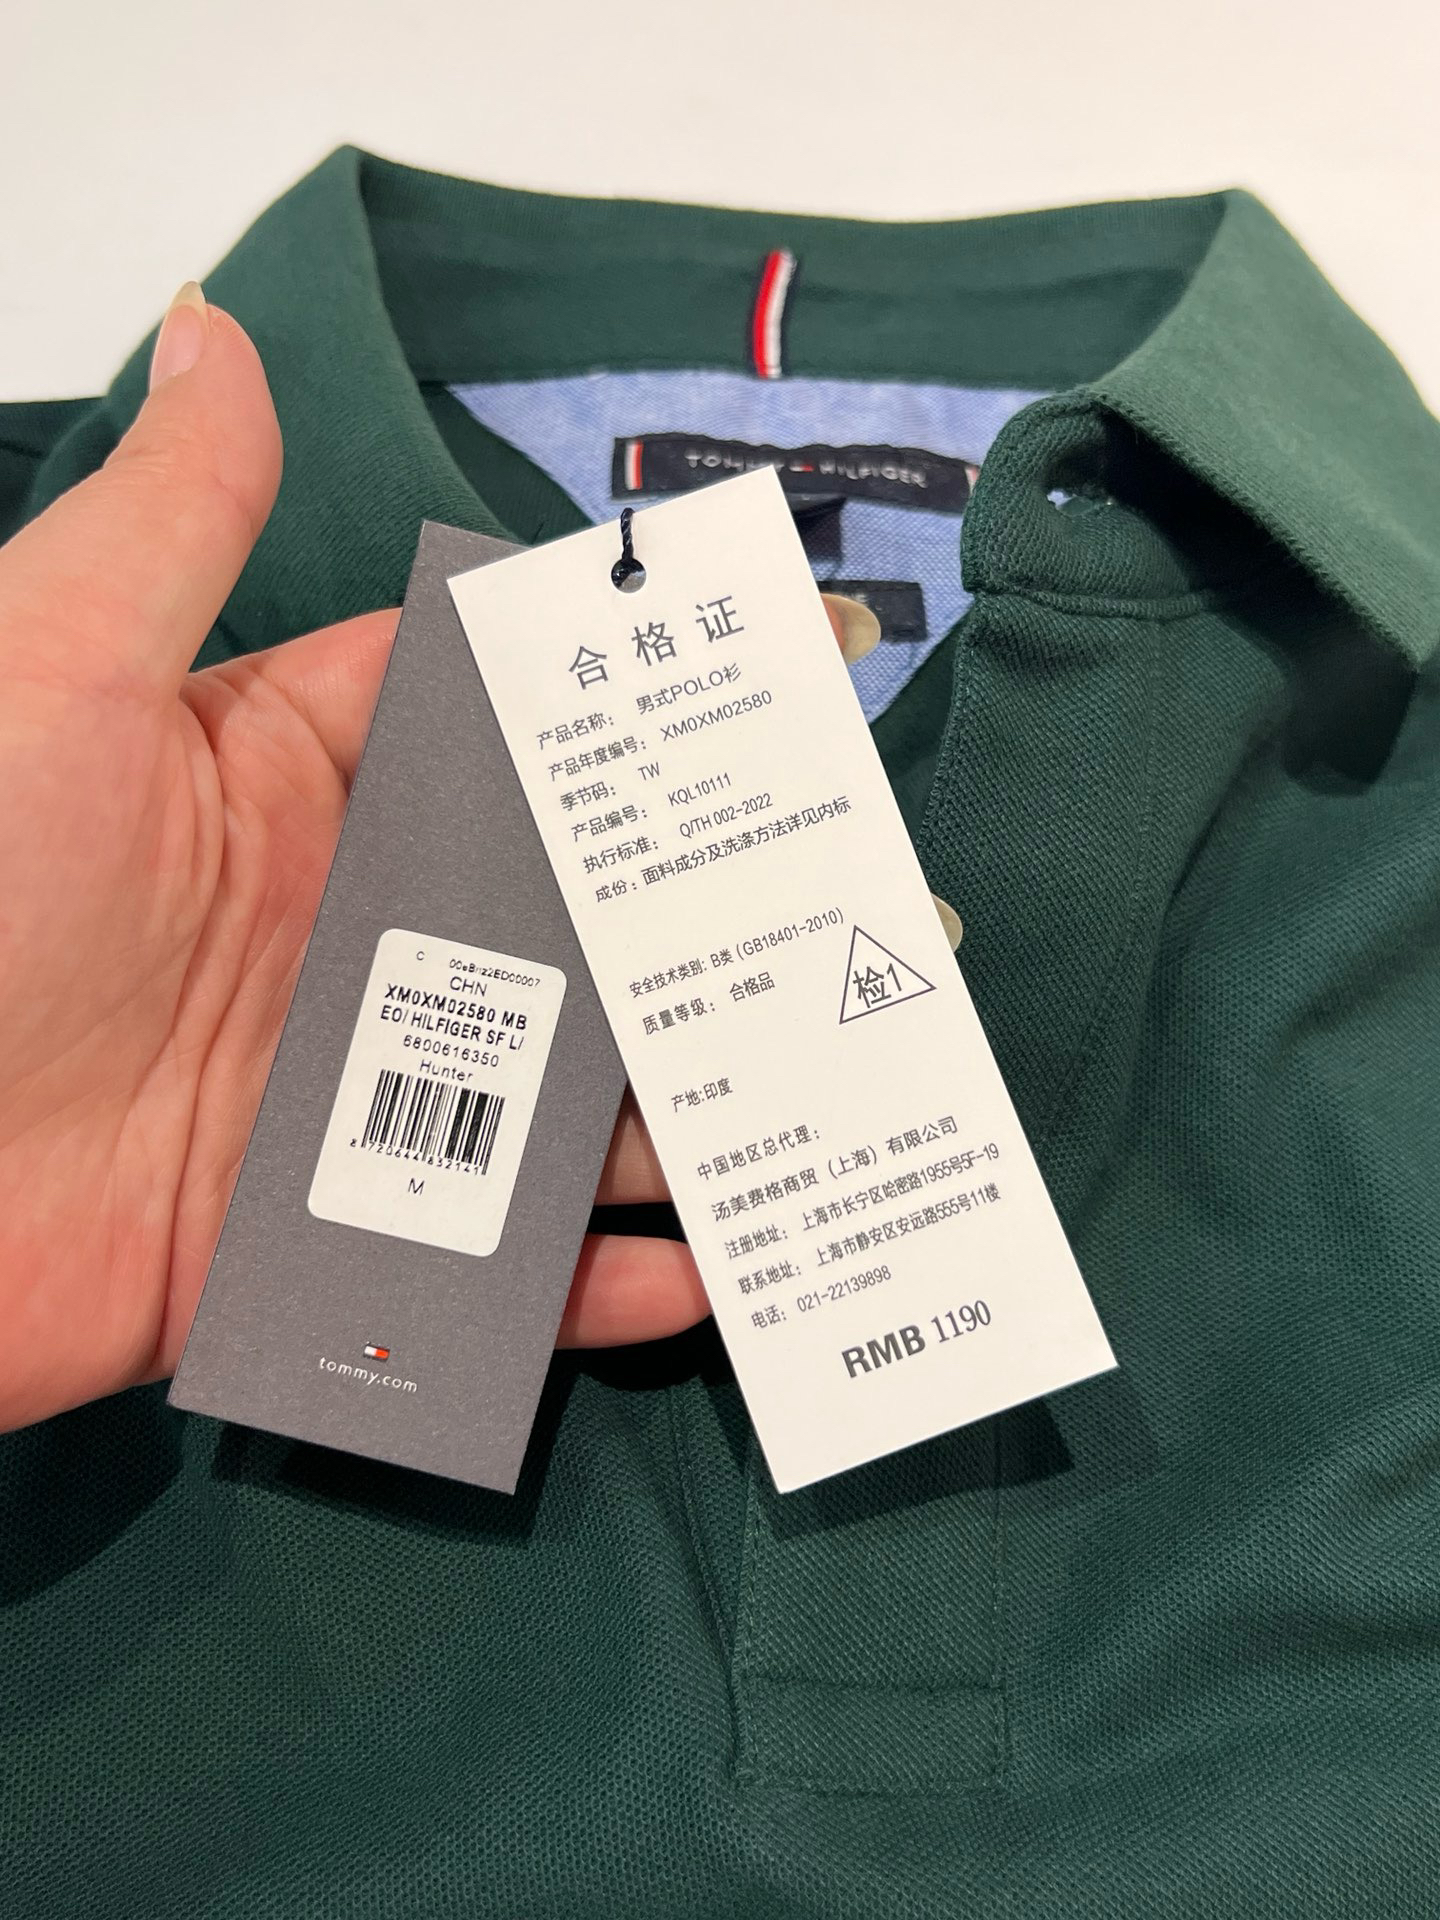 TOMMY HILFIGER
合格证
产品名称： 男式POLO衫
产品年度编号： XM0XM02580
季节码： TW
产品编号： KQL10111
执行标准： Q/TH 002-2022
成份：面料成分及洗涤方法详见内标
安全技术类别: B类 (GB18401-2010)
质量等级： 合格品
检1
产地:印度
中国地区总代理：
汤美费格商贸（上海）有限公司
注册地址： 上海市长宁区哈密路1955号5F-19
联系地址： 上海市静安区安远路555号11楼
电话： 021-22139898
RMB 1190
C
CHN
XM0XM02580 MB
EO/ HILFIGER SF L/
6800616350
Hunter
8 720644 832141
M
tommy.com